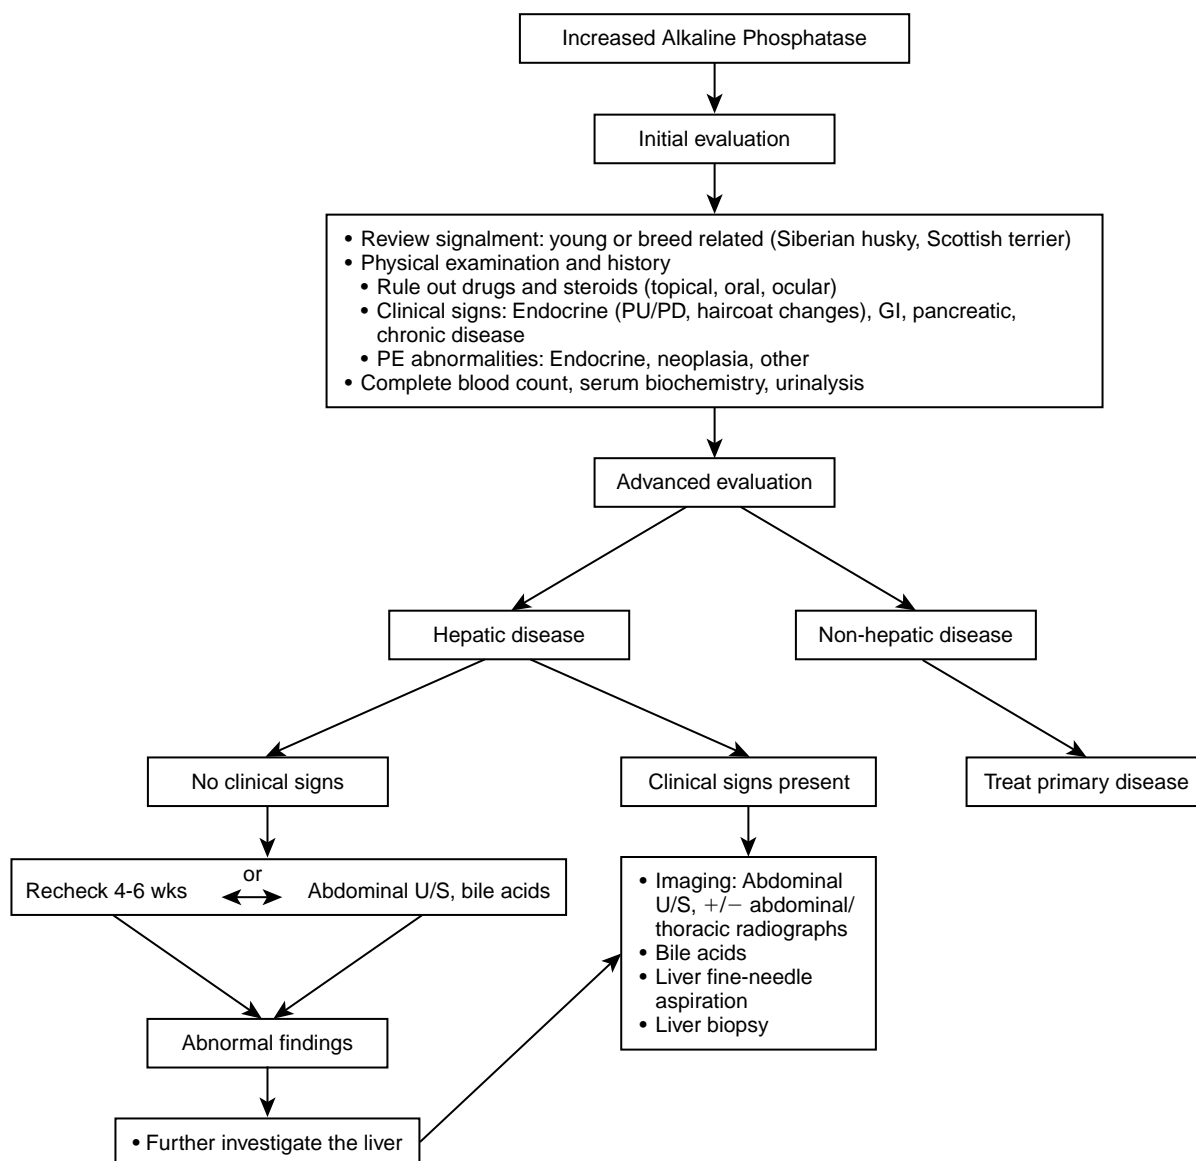 Increased Alkaline Phosphatase
Initial evaluation
• Review signalment: young or breed related (Siberian husky, Scottish terrier)
• Physical examination and history
• Rule out drugs and steroids (topical, oral, ocular)
• Clinical signs: Endocrine (PU/PD, haircoat changes), GI, pancreatic,
chronic disease
• PE abnormalities: Endocrine, neoplasia, other
• Complete blood count, serum biochemistry, urinalysis
Advanced evaluation
Hepatic disease
Non-hepatic disease
No clinical signs
Clinical signs present
Treat primary disease
Recheck 4-6 wks
or
Abdominal U/S, bile acids
• Imaging: Abdominal
U/S, +/− abdominal/
thoracic radiographs
• Bile acids
• Liver fine-needle
aspiration
• Liver biopsy
Abnormal findings
• Further investigate the liver